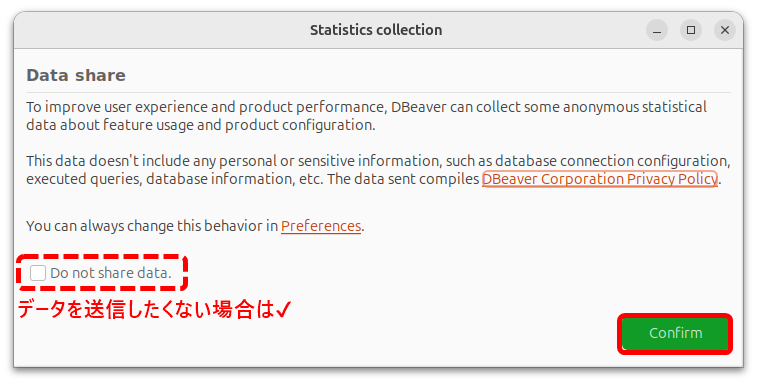 Statistics collection
Data share
To improve user experience and product performance, DBeaver can collect some anonymous statistical
data about feature usage and product configuration.
This data doesn't include any personal or sensitive information, such as database connection configuration,
executed queries, database information, etc. The data sent compiles DBeaver Corporation Privacy Policy.
You can always change this behavior in Preferences.
Do not share data.
データを送信したくない場合は✓
Confirm